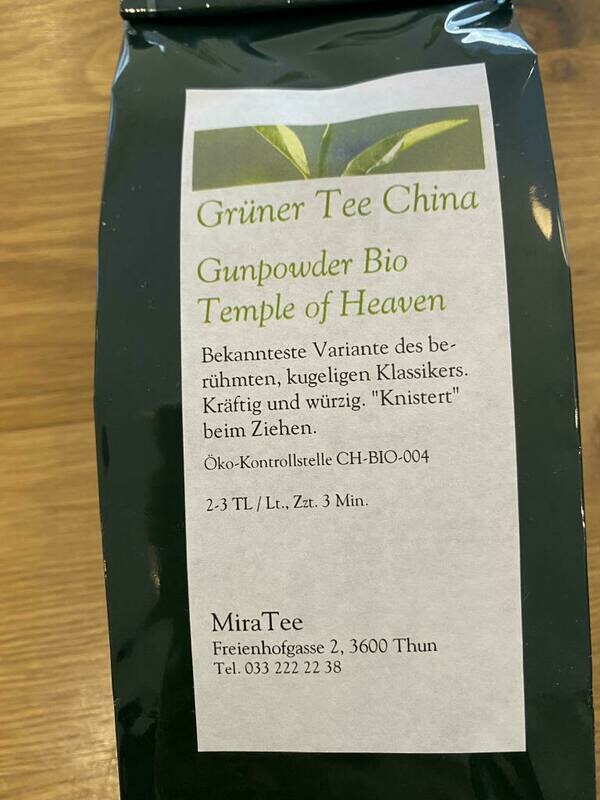 Grüner Tee China
Gunpowder Bio
Temple of Heaven
Bekannteste Variante des be-
rühmten, kugeligen Klassikers.
Kräftig und würzig. "Knistert"
beim Ziehen.
Öko-Kontrollstelle CH-BIO-004
2-3 TL / Lt., Zzt. 3 Min.
MiraTee
Freienhofgasse 2, 3600 Thun
Tel. 033 222 22 38